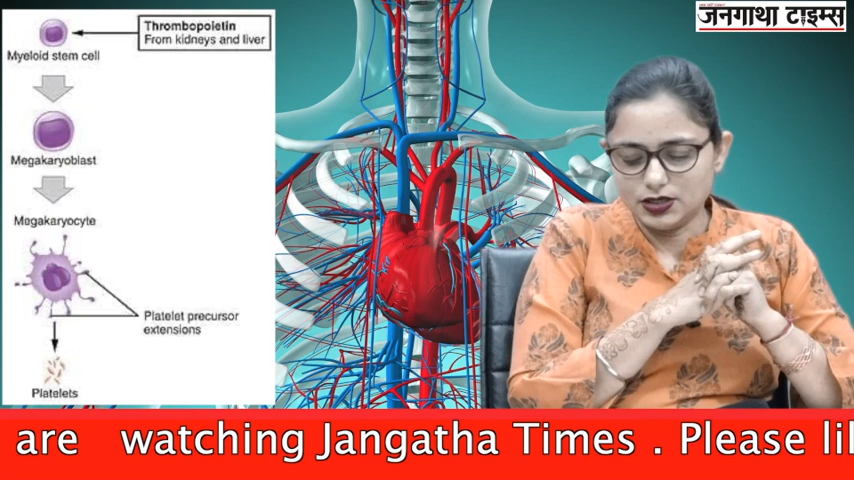 Thrombopoietin
From kidneys and liver
जनगाथा टाइम्स
Myeloid stem cell
Megakaryoblast
Megakaryocyte
Platelet precursor
extensions
Platelets
are watching Jangatha Times . Please lil